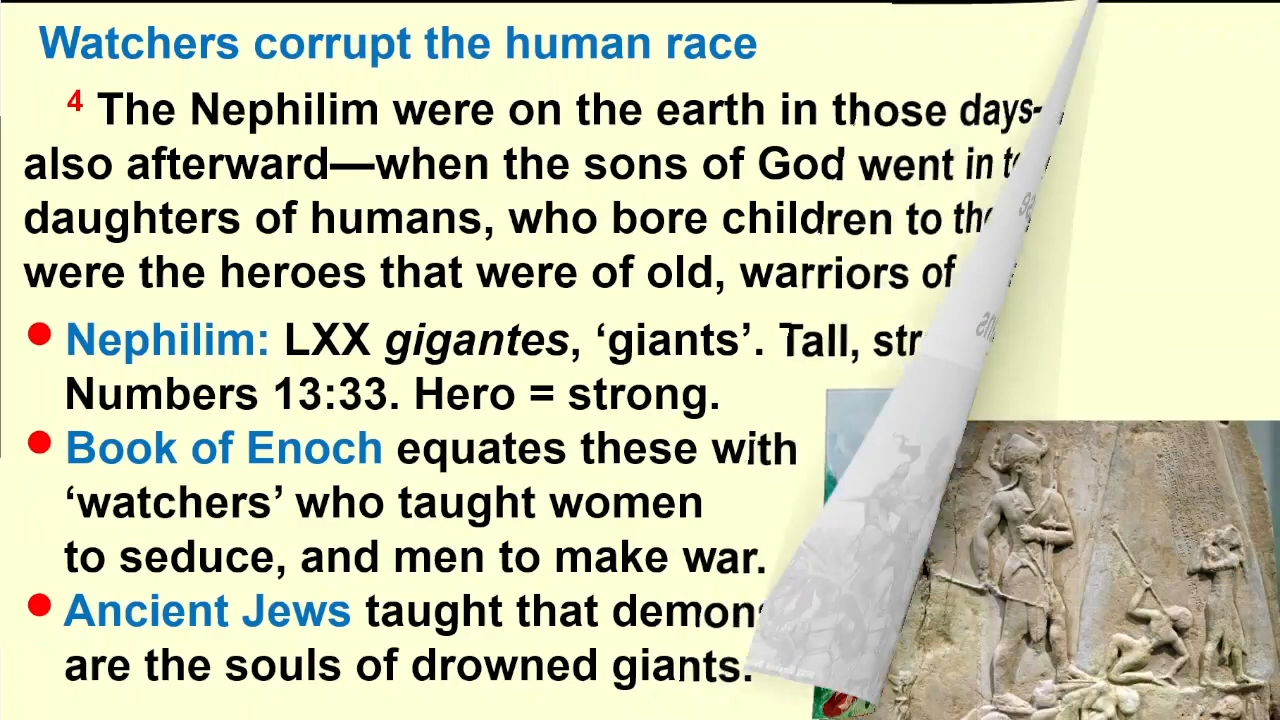 Watchers corrupt the human race
4 The Nephilim were on the earth in those days-
also afterward—when the sons of God went in
daughters of humans, who bore children to
were the heroes that were of old, warriors of
Nephilim: LXX gigantes, ‘giants’. Tall,
Numbers 13:33. Hero = strong.
Book of Enoch equates these with
‘watchers’ who taught women
to seduce, and men to make war.
Ancient Jews taught that demons
are the souls of drowned giants.